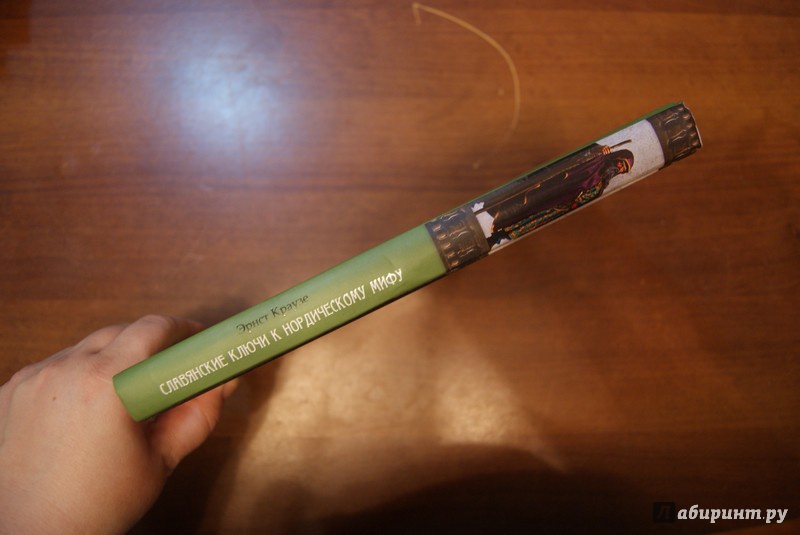 Эрнст Краузе
СЛАВЯНСКИЕ КЛЮЧИ К НОРДИЧЕСКОМУ МИФУ
Лабиринт.ру